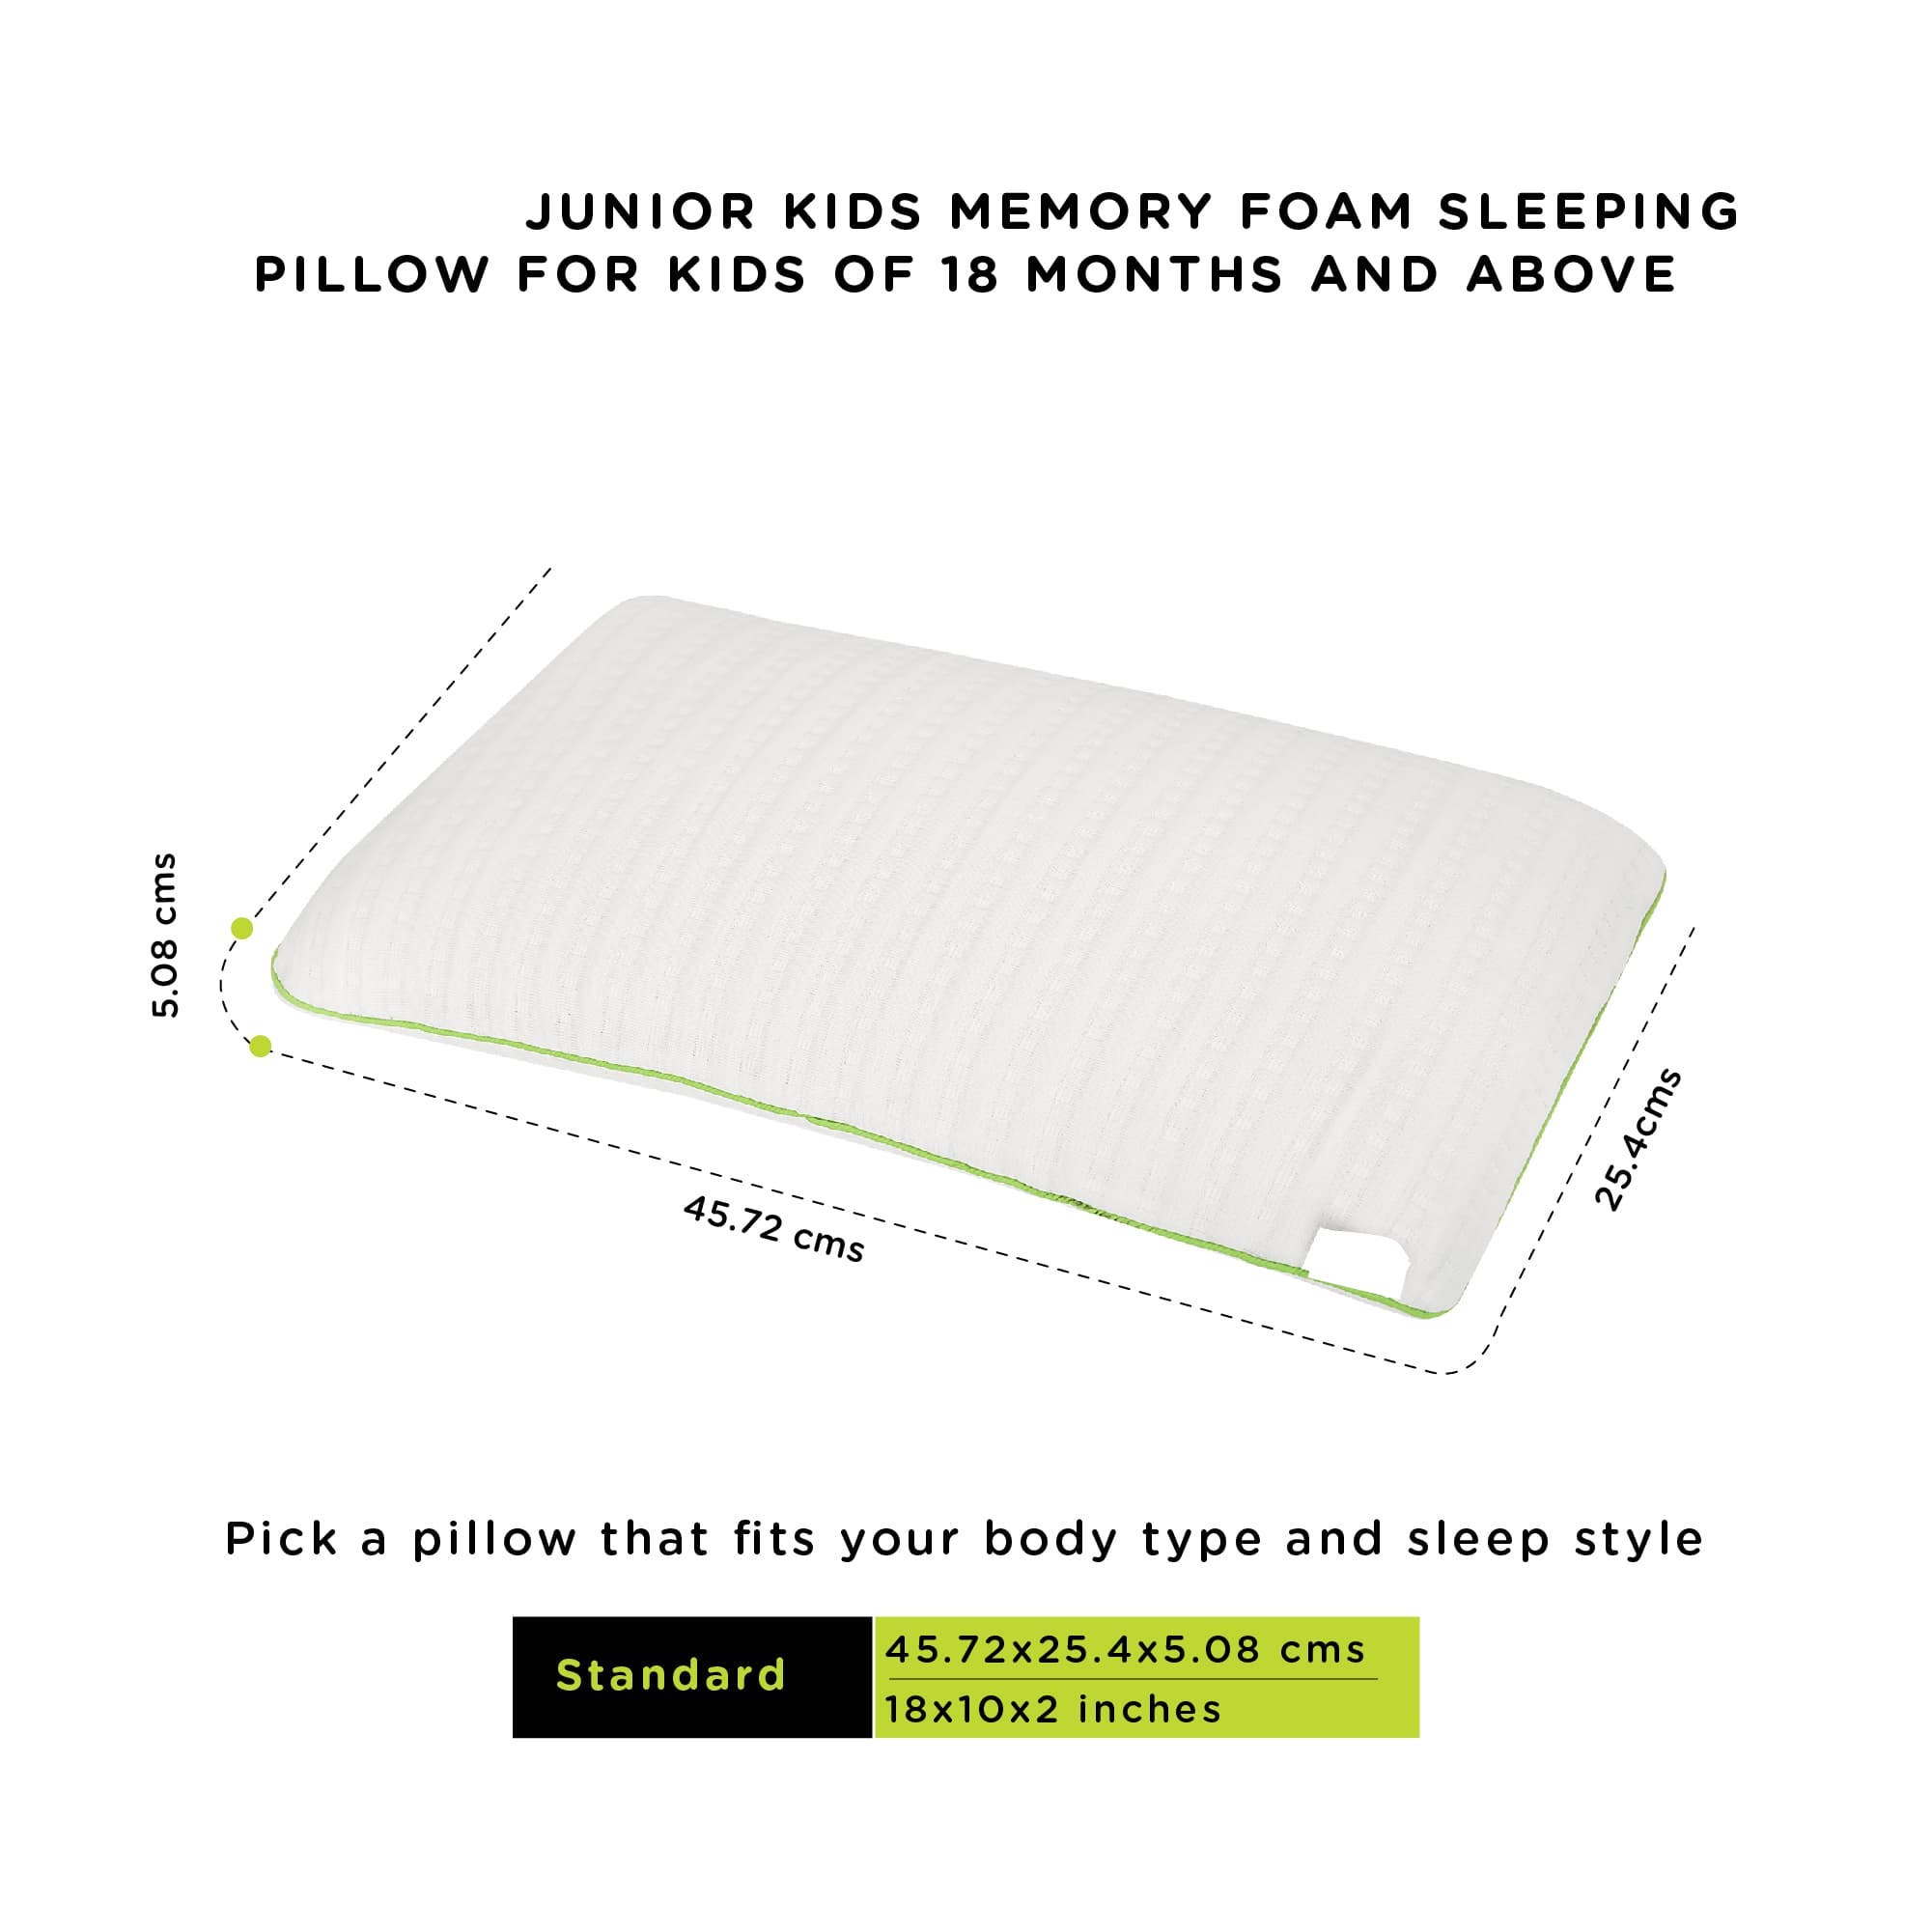 JUNIOR KIDS MEMORY FOAM SLEEPING
PILLOW FOR KIDS OF 18 MONTHS AND ABOVE
5.08 cms
45.72 cms
25.4cms
Pick a pillow that fits your body type and sleep style
Standard
45.72x25.4x5.08 cms
18x10x2 inches